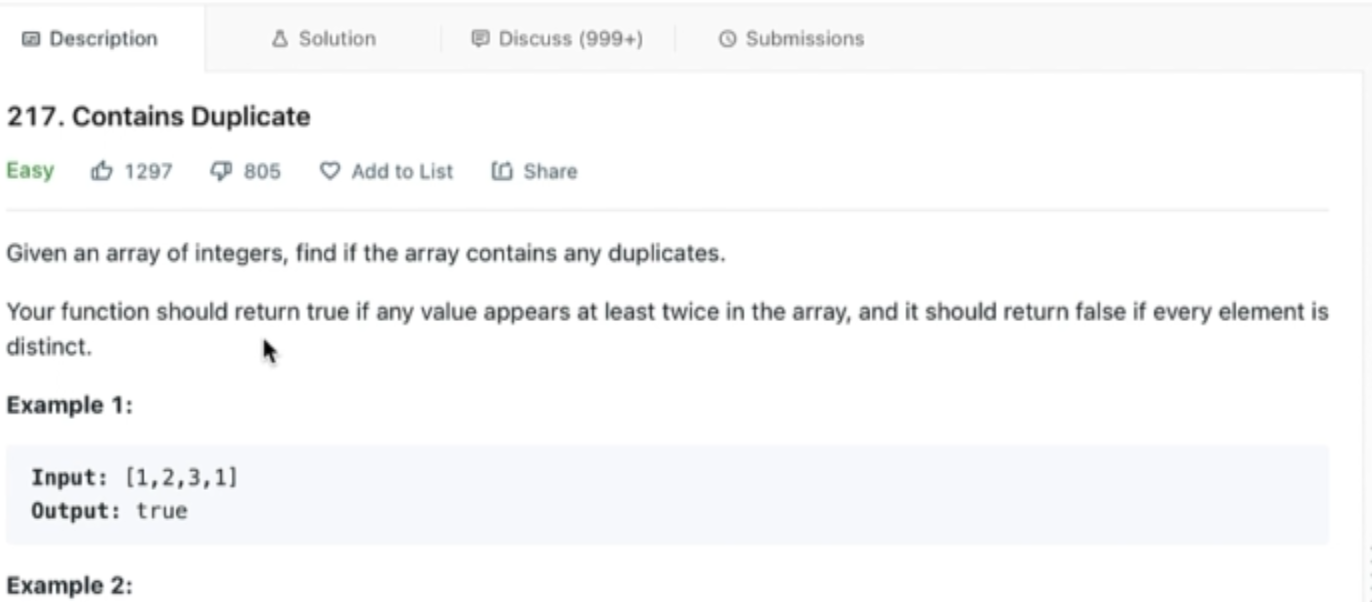 Description Solution Discuss (999+) Submissions
217. Contains Duplicate
Easy 1297 805 Add to List Share
Given an array of integers, find if the array contains any duplicates.
Your function should return true if any value appears at least twice in the array, and it should return false if every element is
distinct.
Example 1:
Input: [1,2,3,1]
Output: true
Example 2: